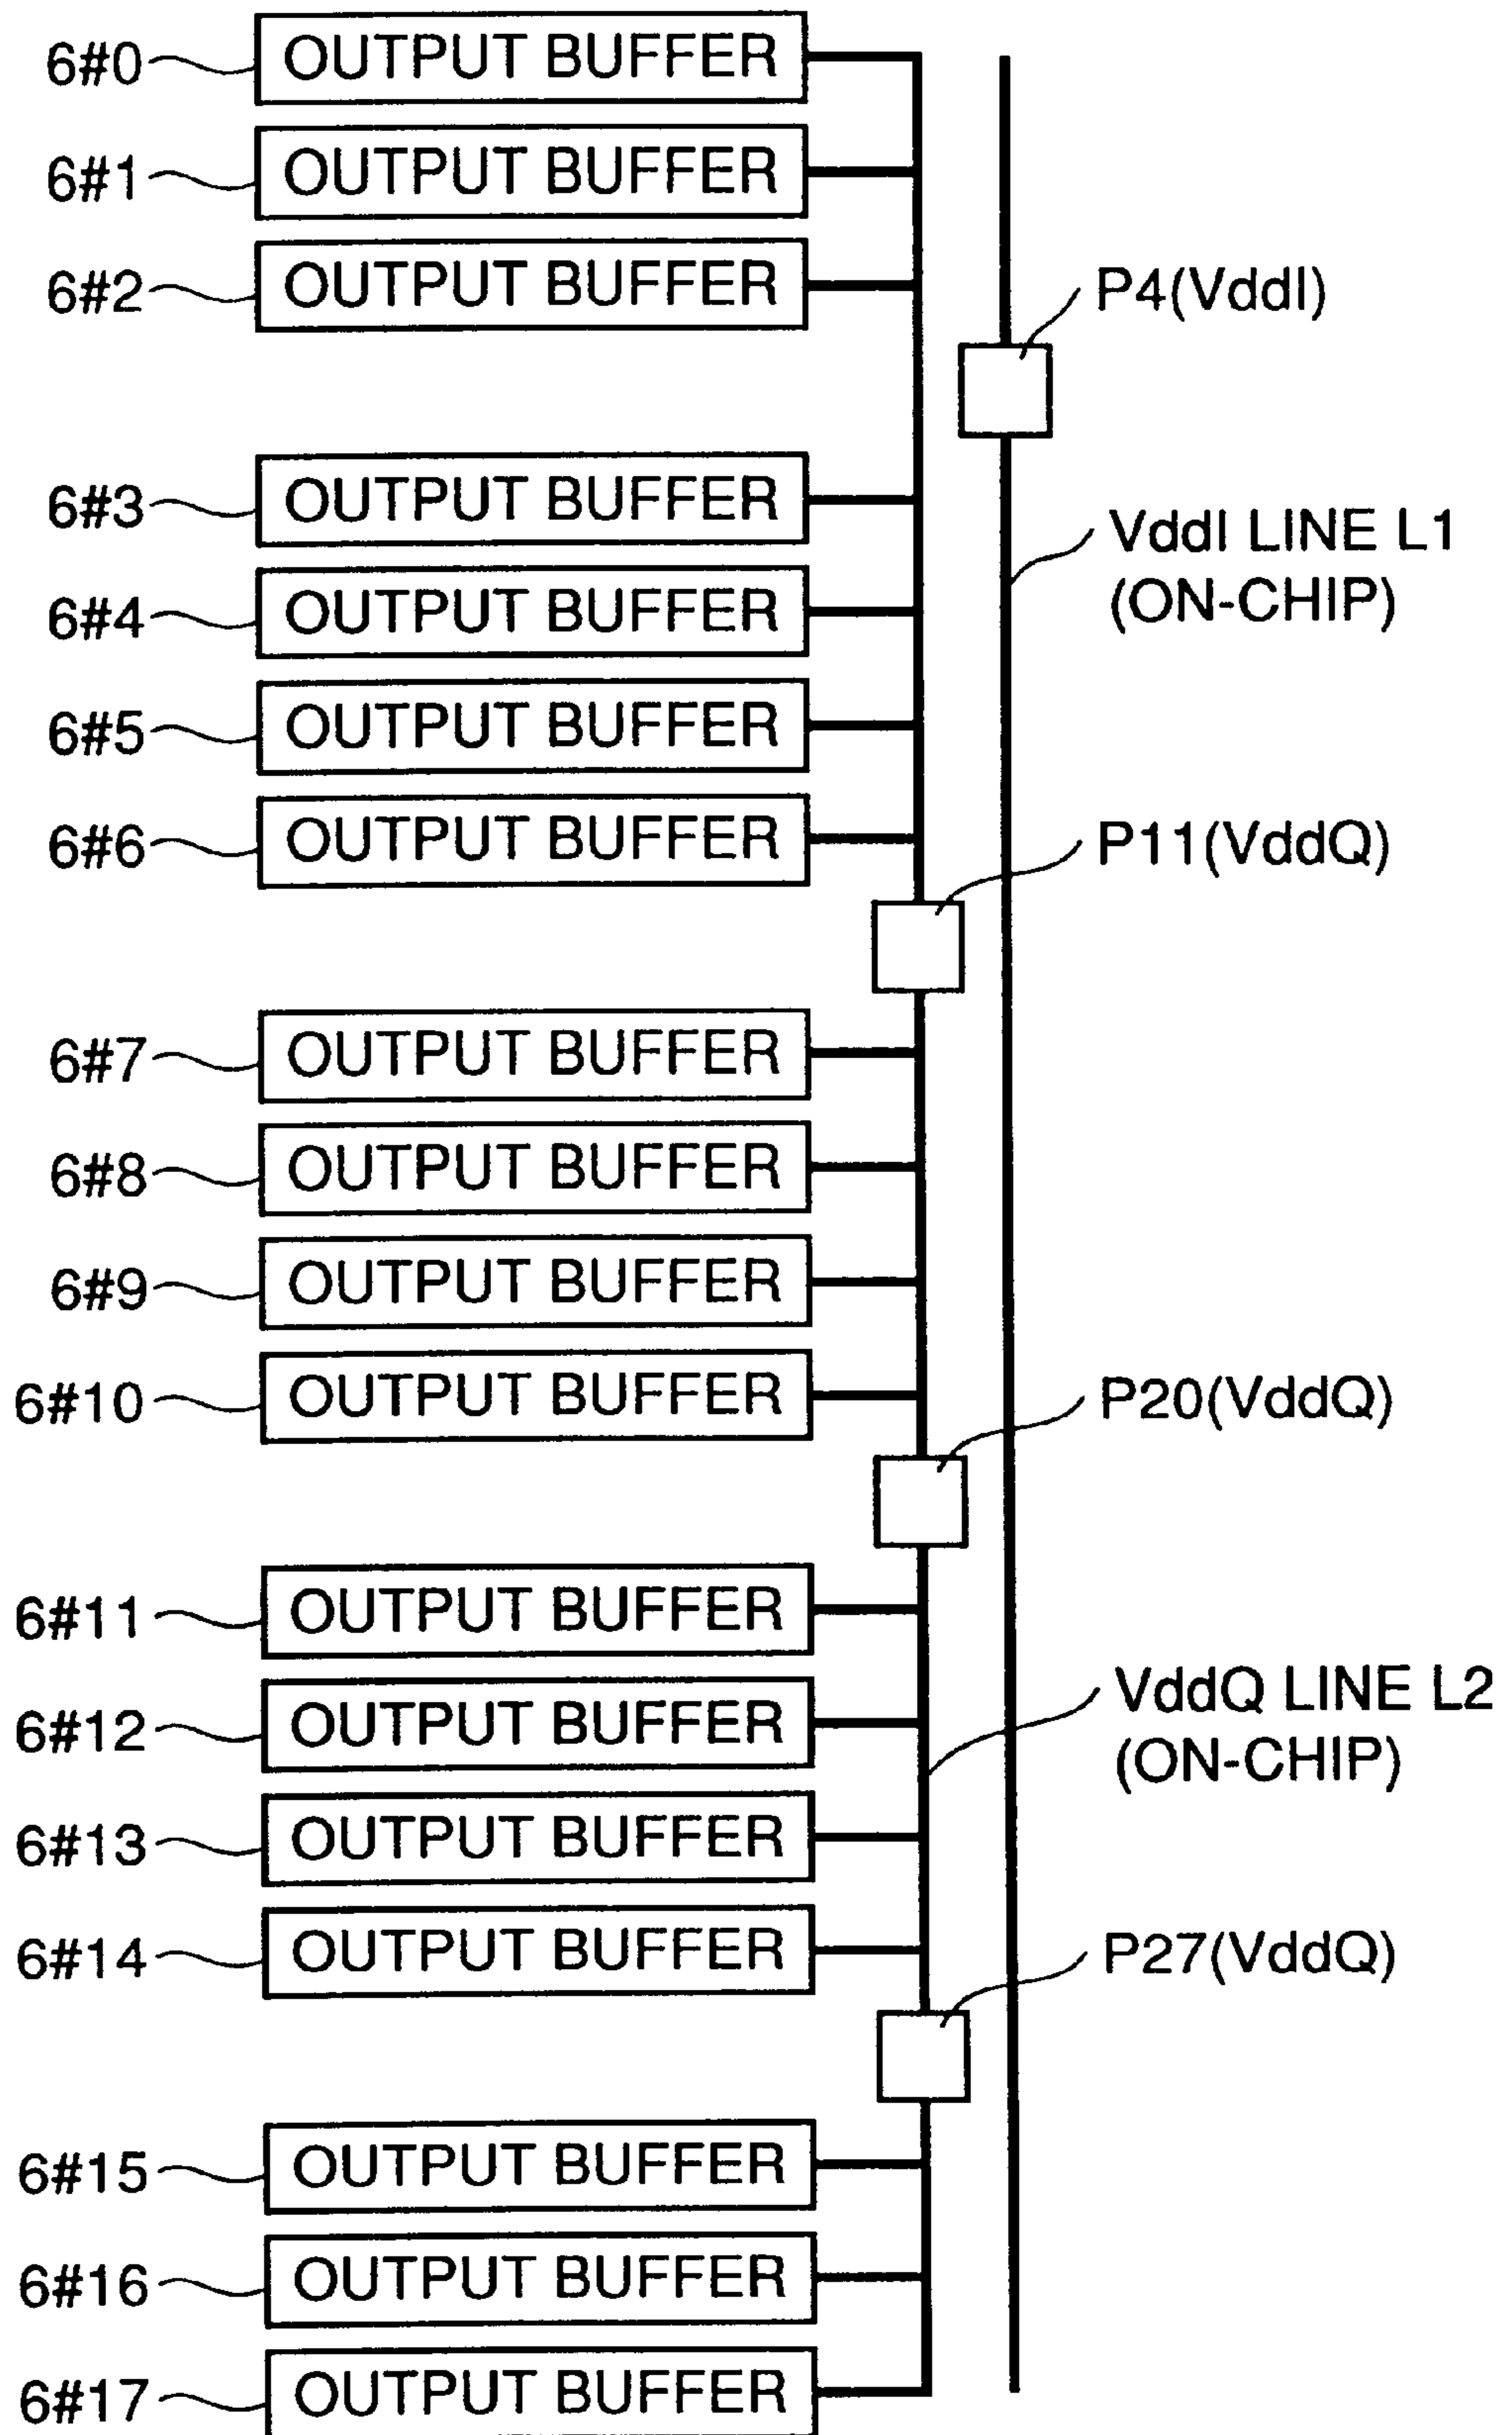 6#0 OUTPUT BUFFER
6#1 OUTPUT BUFFER
6#2 OUTPUT BUFFER
P4(VddI)
6#3 OUTPUT BUFFER
VddI LINE L1
(ON-CHIP)
6#4 OUTPUT BUFFER
6#5 OUTPUT BUFFER
6#6 OUTPUT BUFFER
P11(VddQ)
6#7 OUTPUT BUFFER
6#8 OUTPUT BUFFER
6#9 OUTPUT BUFFER
6#10 OUTPUT BUFFER
P20(VddQ)
6#11 OUTPUT BUFFER
6#12 OUTPUT BUFFER
VddQ LINE L2
(ON-CHIP)
6#13 OUTPUT BUFFER
6#14 OUTPUT BUFFER
P27(VddQ)
6#15 OUTPUT BUFFER
6#16 OUTPUT BUFFER
6#17 OUTPUT BUFFER